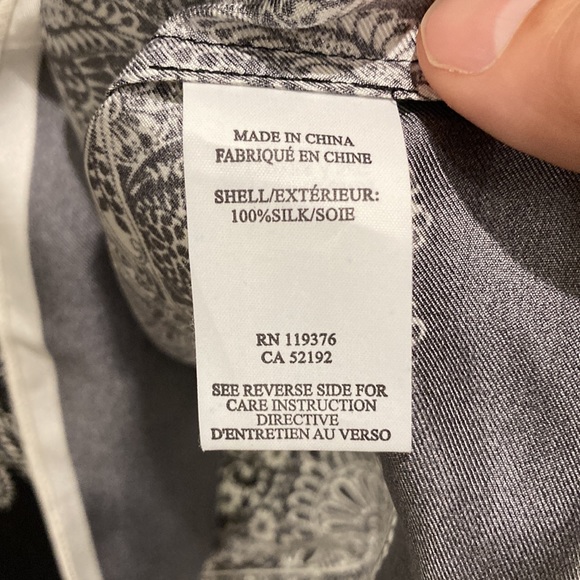 MADE IN CHINA
FABRIQUÉ EN CHINE
SHELL/EXTÉRIEUR:
100%SILK/SOIE
RN 119376
CA 52192
SEE REVERSE SIDE FOR
CARE INSTRUCTION
DIRECTIVE
D'ENTRETIEN AU VERSO